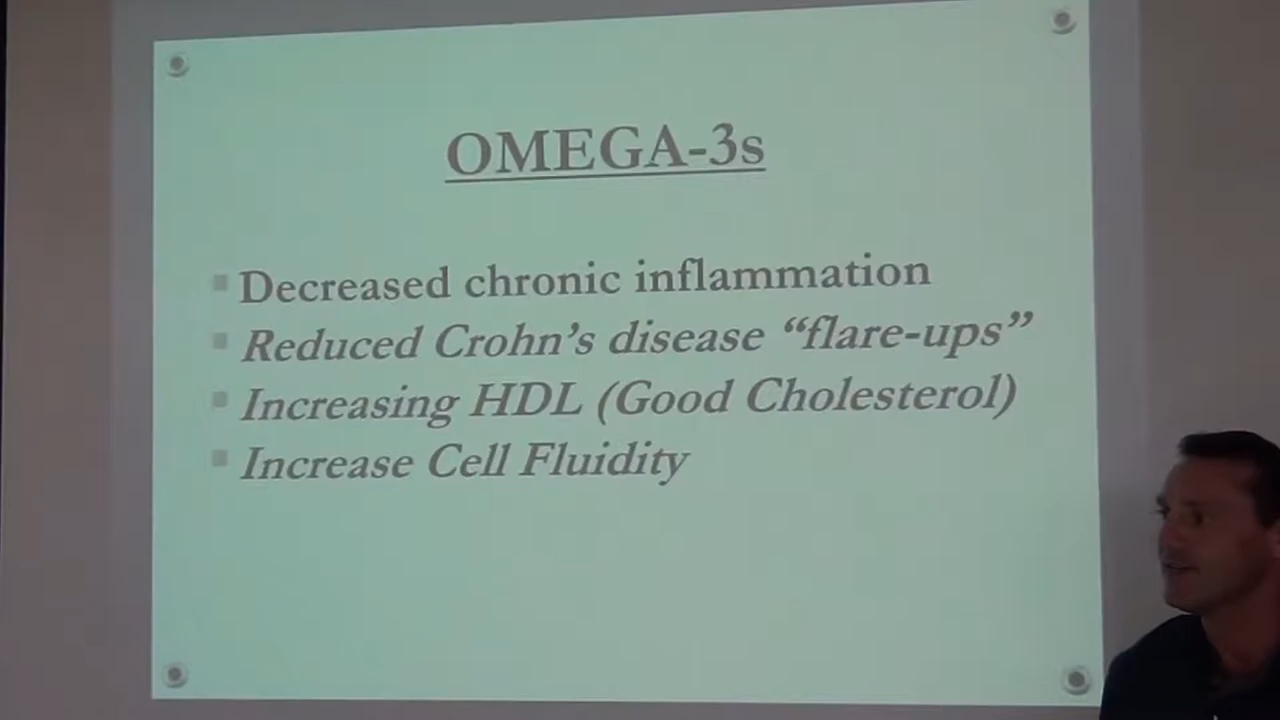 OMEGA-3s
Decreased chronic inflammation
Reduced Crohn's disease “flare-ups”
Increasing HDL (Good Cholesterol)
Increase Cell Fluidity